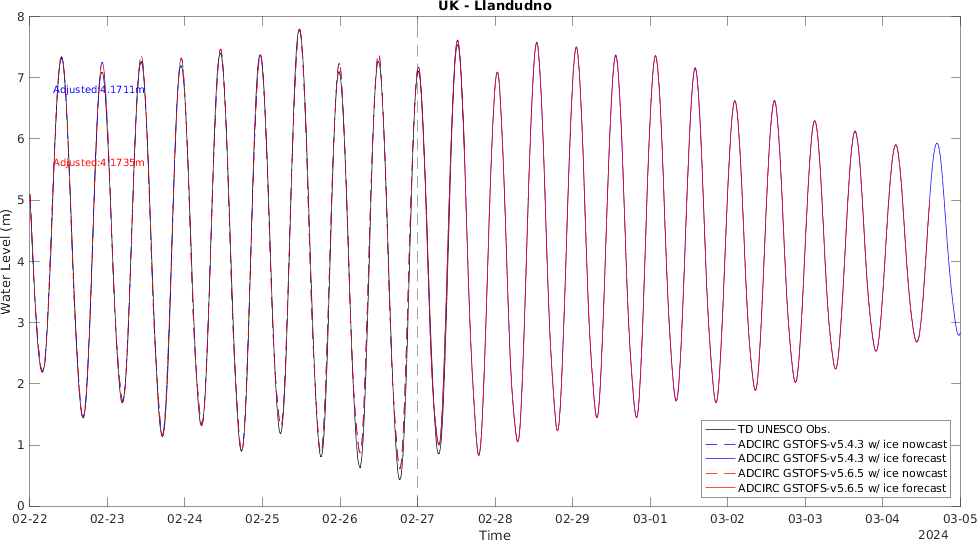 UK - Llandudno
8
7
6
5
4
3
2
1
0
Water Level (m)
Adjusted:4.1711m
Adjusted:4.1735m
TD UNESCO Obs.
ADCIRC GSTOFS-v5.4.3 w/ ice nowcast
ADCIRC GSTOFS-v5.4.3 w/ ice forecast
ADCIRC GSTOFS-v5.6.5 w/ ice nowcast
ADCIRC GSTOFS-v5.6.5 w/ ice forecast
02-22 02-23 02-24 02-25 02-26 02-27 02-28 02-29 03-01 03-02 03-03 03-04 03-05
Time
2024